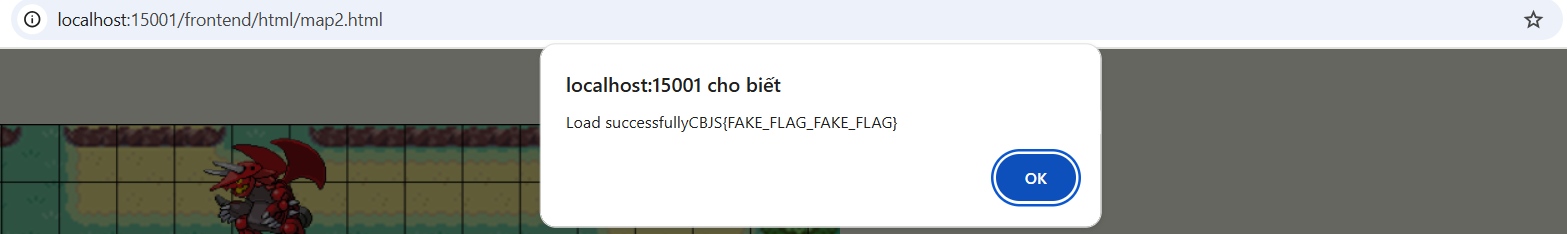 localhost:15001/frontend/html/map2.html
localhost:15001 cho biết
Load successfullyCBJS{FAKE_FLAG_FAKE_FLAG}
OK